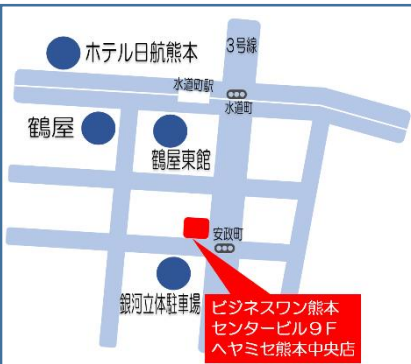 ホテル日航熊本
3号線
水道町駅
水道町
鶴屋
鶴屋東館
安政町
銀河立体駐車場
ビジネスワン熊本
センタービル9F
ヘヤミセ熊本中央店